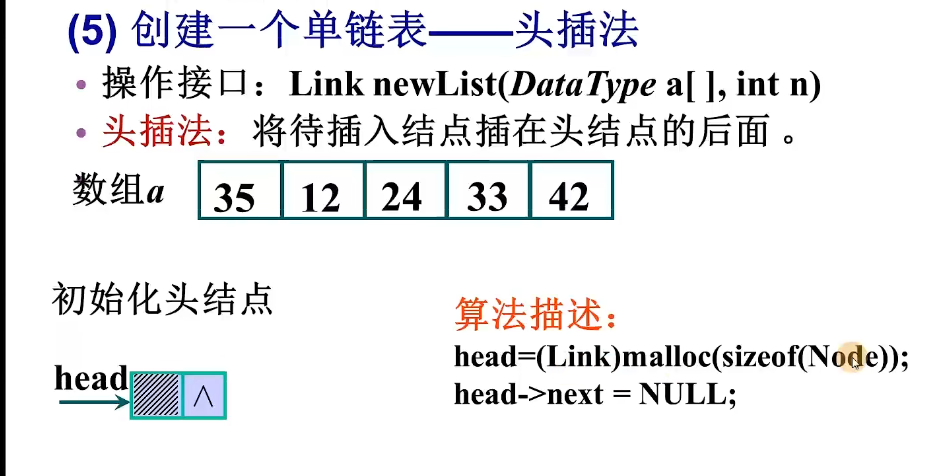 (5) 创建一个单链表——头插法
• 操作接口：Link newList(DataType a[ ], int n)
• 头插法：将待插入结点插在头结点的后面 。
数组a 35 12 24 33 42
初始化头结点
算法描述：
head=(Link)malloc(sizeof(Node));
head->next = NULL;
head ∧